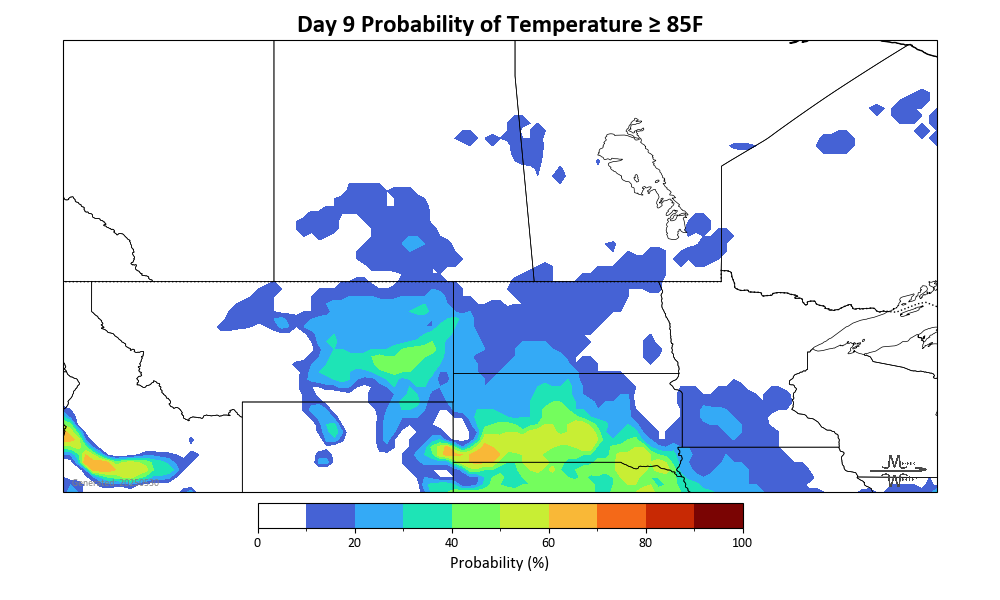 Day 9 Probability of Temperature ≥ 85F
M
W
0 20 40 60 80 100
Probability (%)